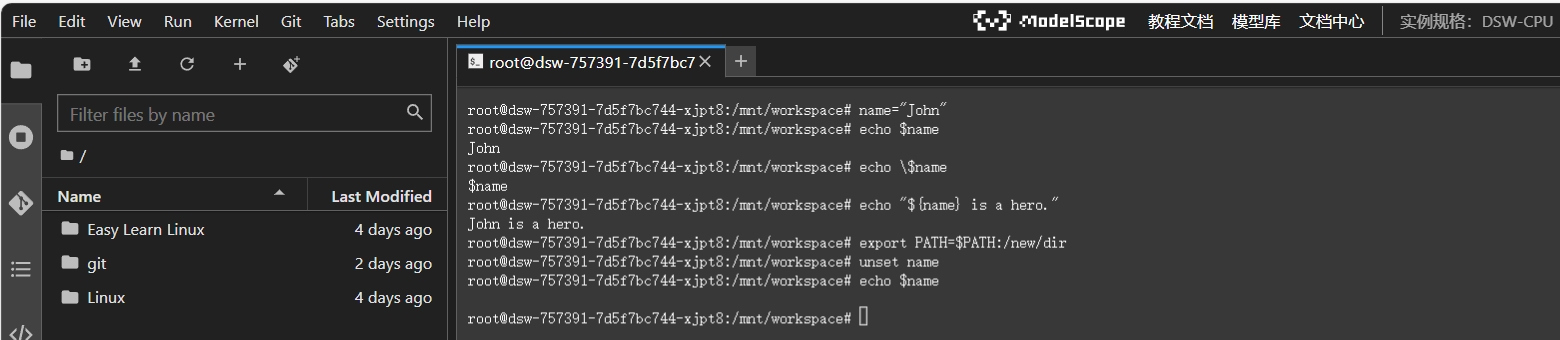 File Edit View Run Kernel Git Tabs Settings Help
ModelScope 教程文档 模型库 文档中心 实例规格：DSW-CPU
root@dsw-757391-7d5f7bc7
Filter files by name
/
Name Last Modified
Easy Learn Linux 4 days ago
git 2 days ago
Linux 4 days ago
root@dsw-757391-7d5f7bc744-xjpt8:/mnt/workspace# name="John"
root@dsw-757391-7d5f7bc744-xjpt8:/mnt/workspace# echo $name
John
root@dsw-757391-7d5f7bc744-xjpt8:/mnt/workspace# echo \$name
$name
root@dsw-757391-7d5f7bc744-xjpt8:/mnt/workspace# echo "${name} is a hero."
John is a hero.
root@dsw-757391-7d5f7bc744-xjpt8:/mnt/workspace# export PATH=$PATH:/new/dir
root@dsw-757391-7d5f7bc744-xjpt8:/mnt/workspace# unset name
root@dsw-757391-7d5f7bc744-xjpt8:/mnt/workspace# echo $name
root@dsw-757391-7d5f7bc744-xjpt8:/mnt/workspace#